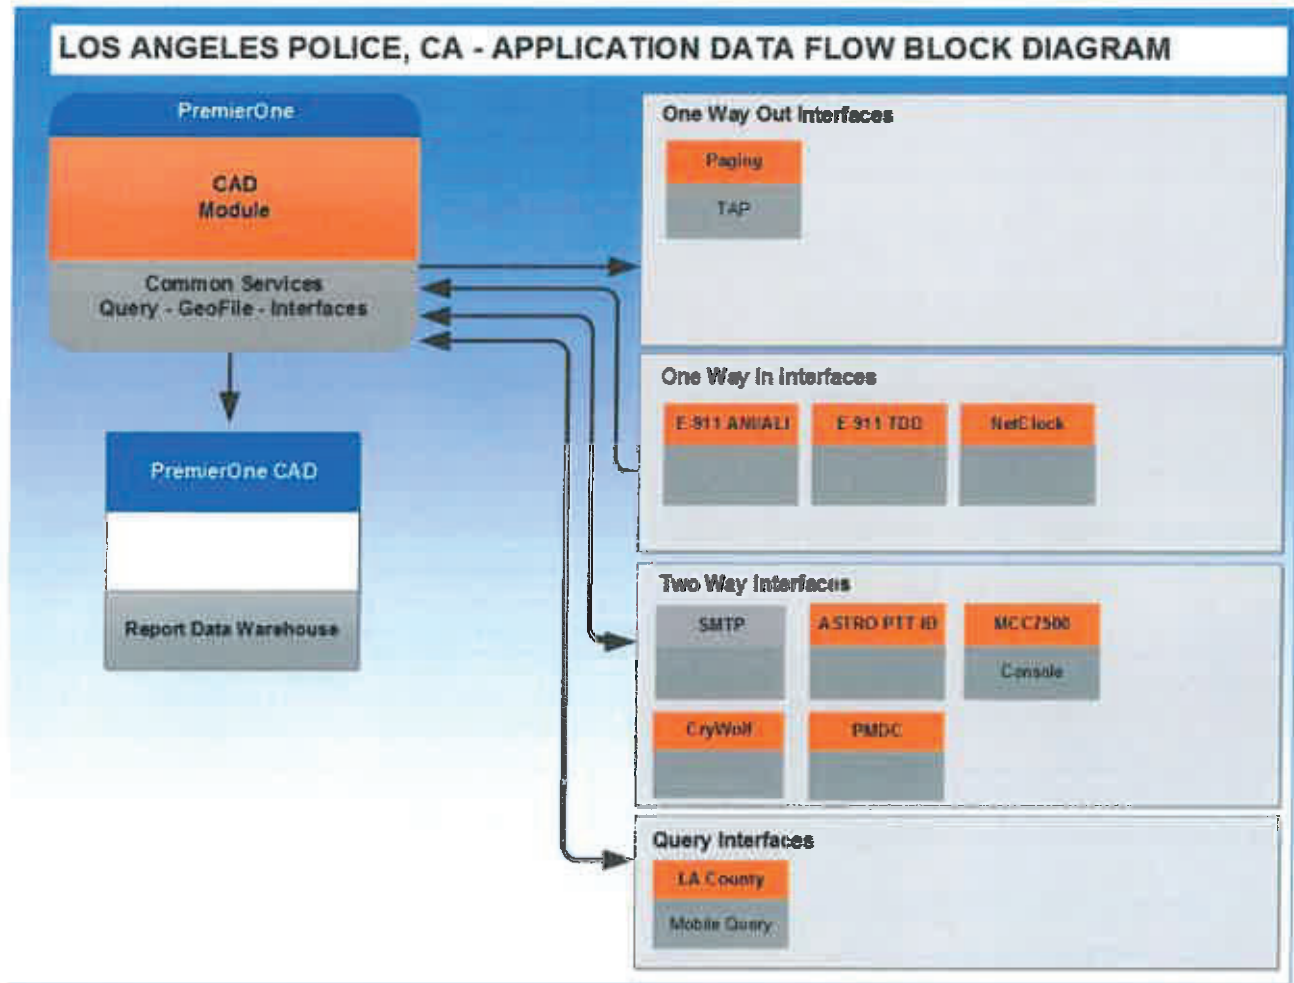 LOS ANGELES POLICE, CA - APPLICATION DATA FLOW BLOCK DIAGRAM
PremierOne
CAD
Module
Common Services
Query - GeoFile - Interfaces
PremierOne CAD
Report Data Warehouse
One Way Out Interfaces
Paging
TAP
One Way In Interfaces
E-911 ANI/ALI
E-911 TDD
NetClock
Two Way Interfaces
SMTP
ASTRO PTT ID
MCC7500
Console
CryWolf
PMDC
Query Interfaces
LA County
Mobile Query